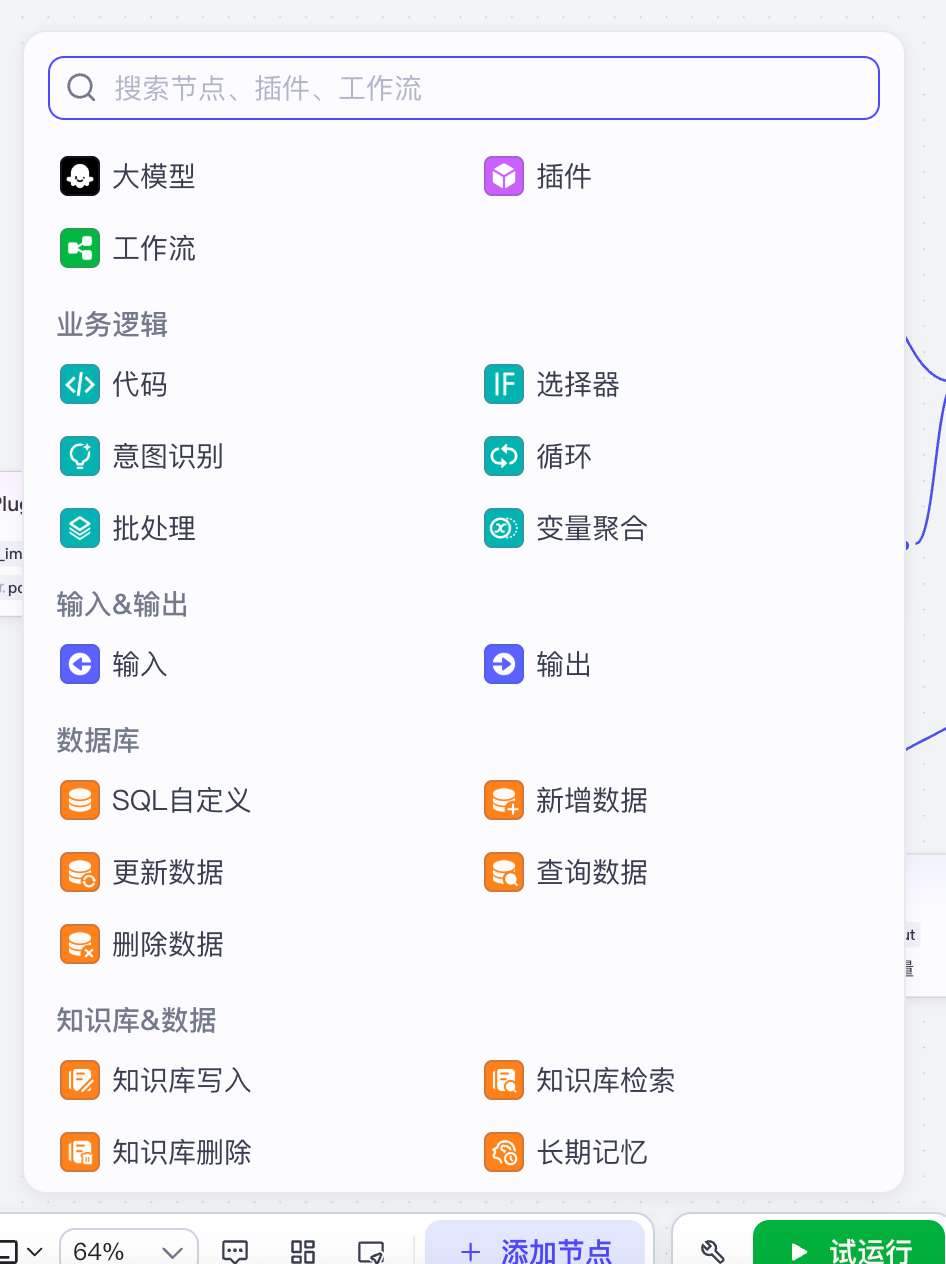 搜索节点、插件、工作流
大模型
插件
工作流
业务逻辑
代码
选择器
意图识别
循环
批处理
变量聚合
输入&输出
输入
输出
数据库
SQL自定义
新增数据
更新数据
查询数据
删除数据
知识库&数据
知识库写入
知识库检索
知识库删除
长期记忆
64%
添加节点
试运行